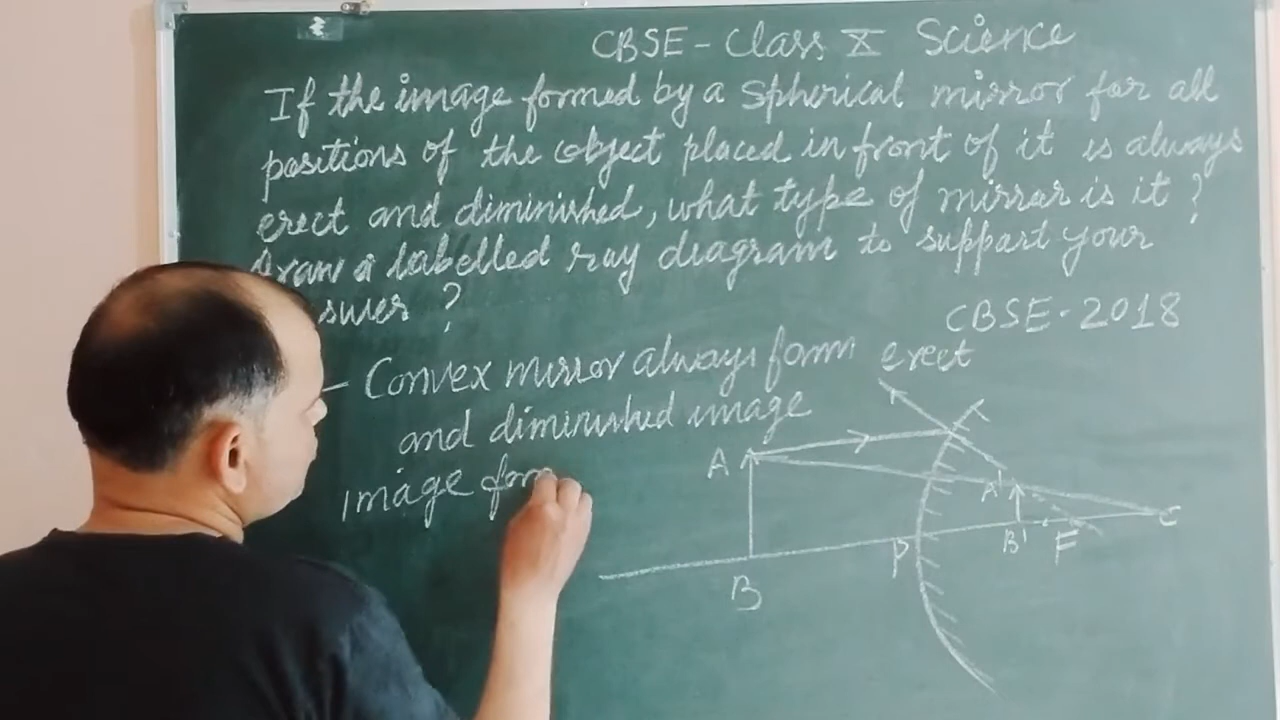 CBSE - Class X Science
If the image formed by a spherical mirror for all
positions of the object placed in front of it is always
erect and diminished, what type of mirror is it ?
draw a labelled ray diagram to support your
swer ?
CBSE - 2018
- Convex mirror always form erect
and diminished image
image for
A
B
P
A'
B'
F
C